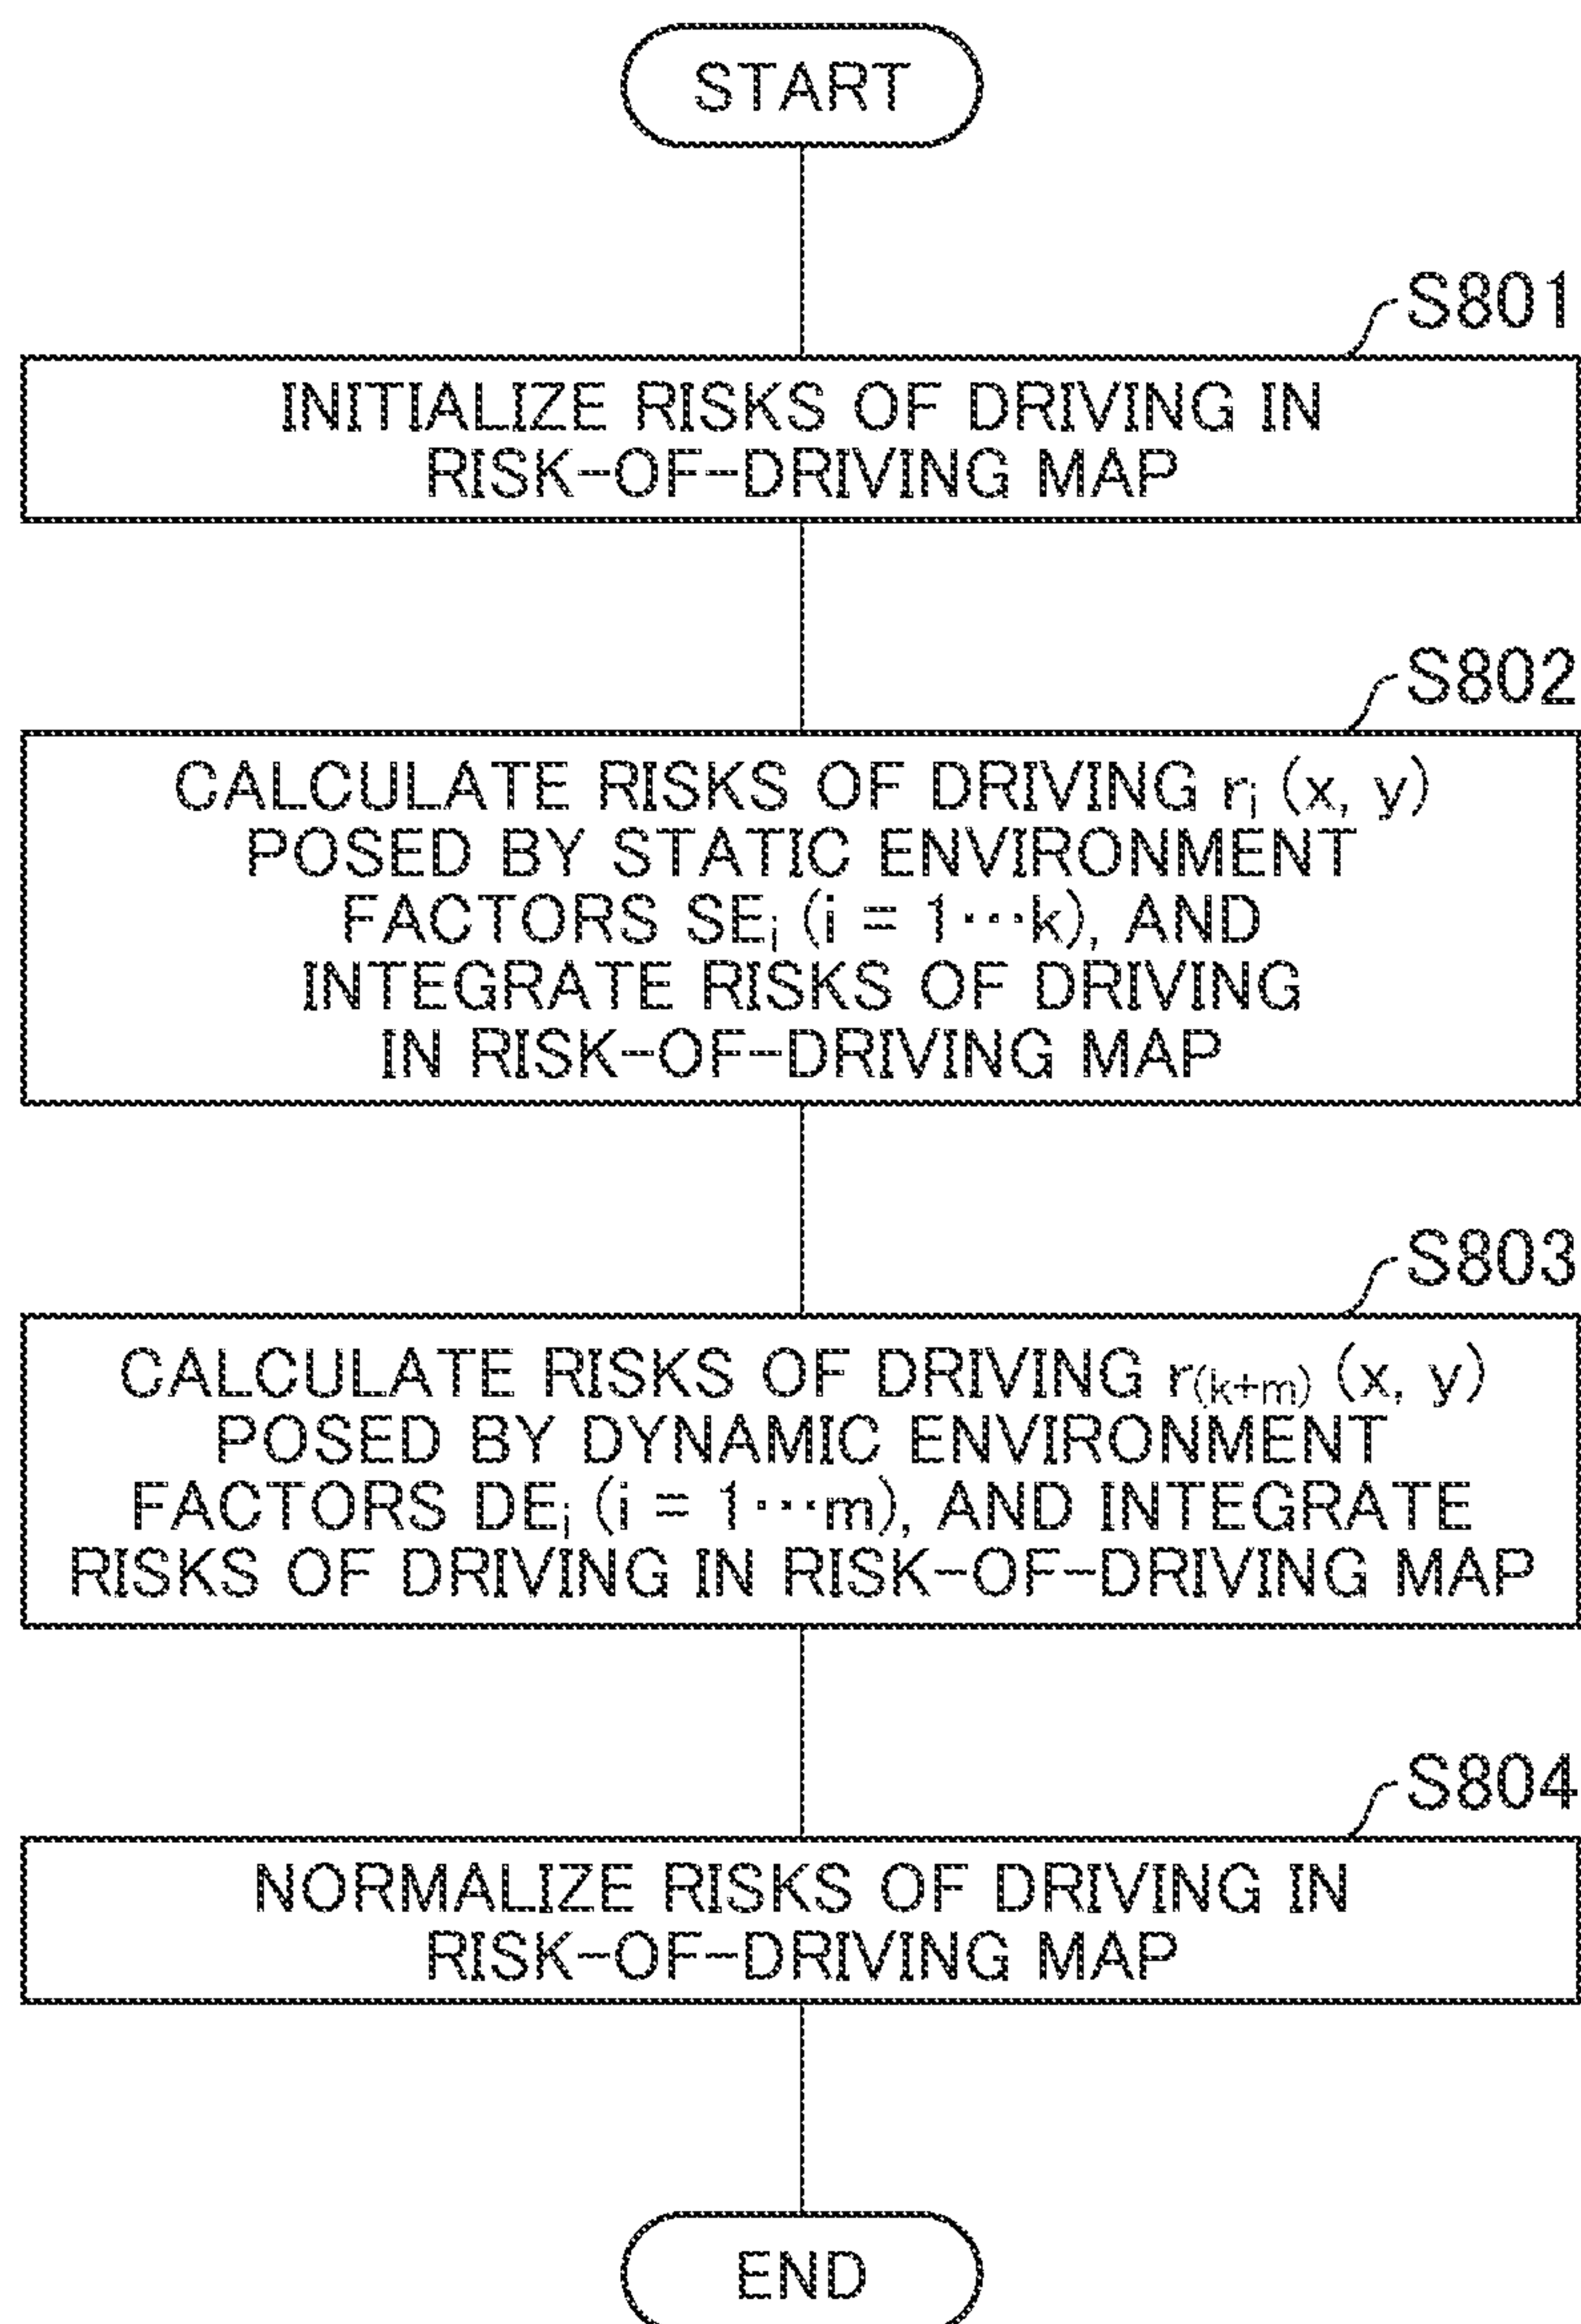 START
S801
INITIALIZE RISKS OF DRIVING IN
RISK-OF-DRIVING MAP
S802
CALCULATE RISKS OF DRIVING rᵢ (x, y)
POSED BY STATIC ENVIRONMENT
FACTORS SEᵢ (i = 1⋯k), AND
INTEGRATE RISKS OF DRIVING
IN RISK-OF-DRIVING MAP
S803
CALCULATE RISKS OF DRIVING r₍ₖ₊ₘ₎ (x, y)
POSED BY DYNAMIC ENVIRONMENT
FACTORS DEᵢ (i = 1⋯m), AND INTEGRATE
RISKS OF DRIVING IN RISK-OF-DRIVING MAP
S804
NORMALIZE RISKS OF DRIVING IN
RISK-OF-DRIVING MAP
END